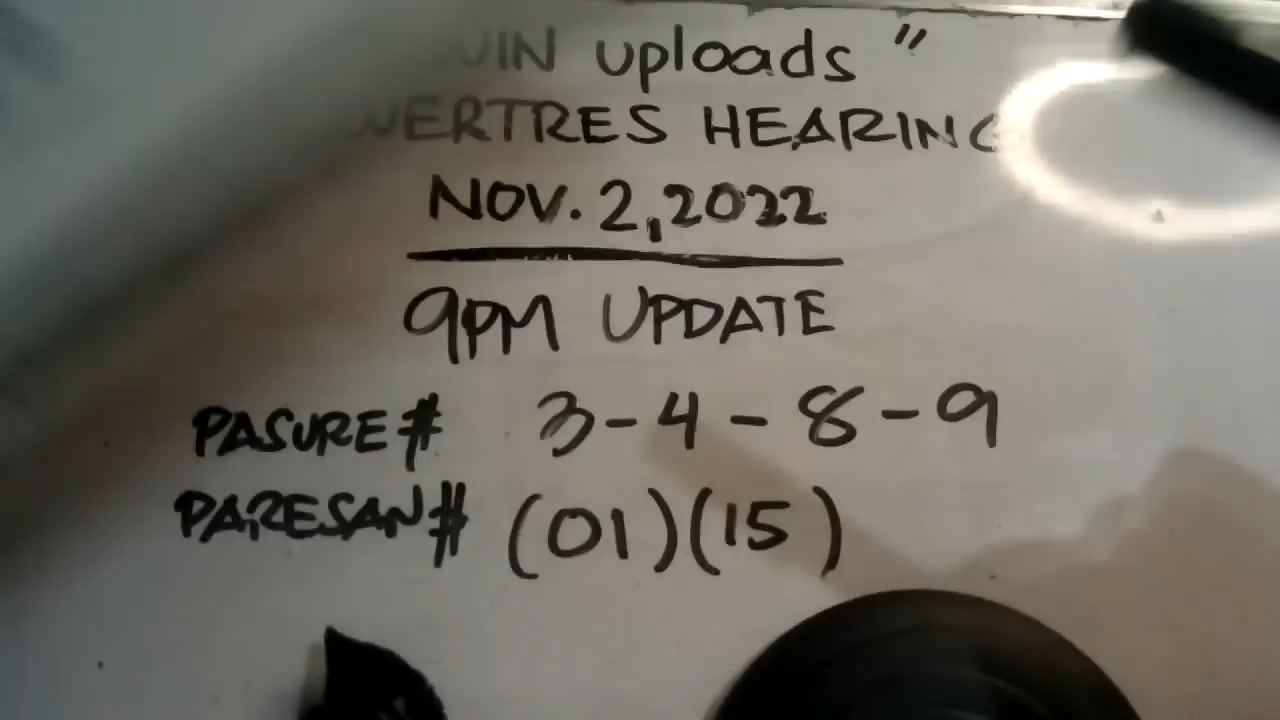 uploads "
HEARING
NOV. 2, 2022
9PM UPDATE
PASURE# 3-4-8-9
PARESAN# (01)(15)